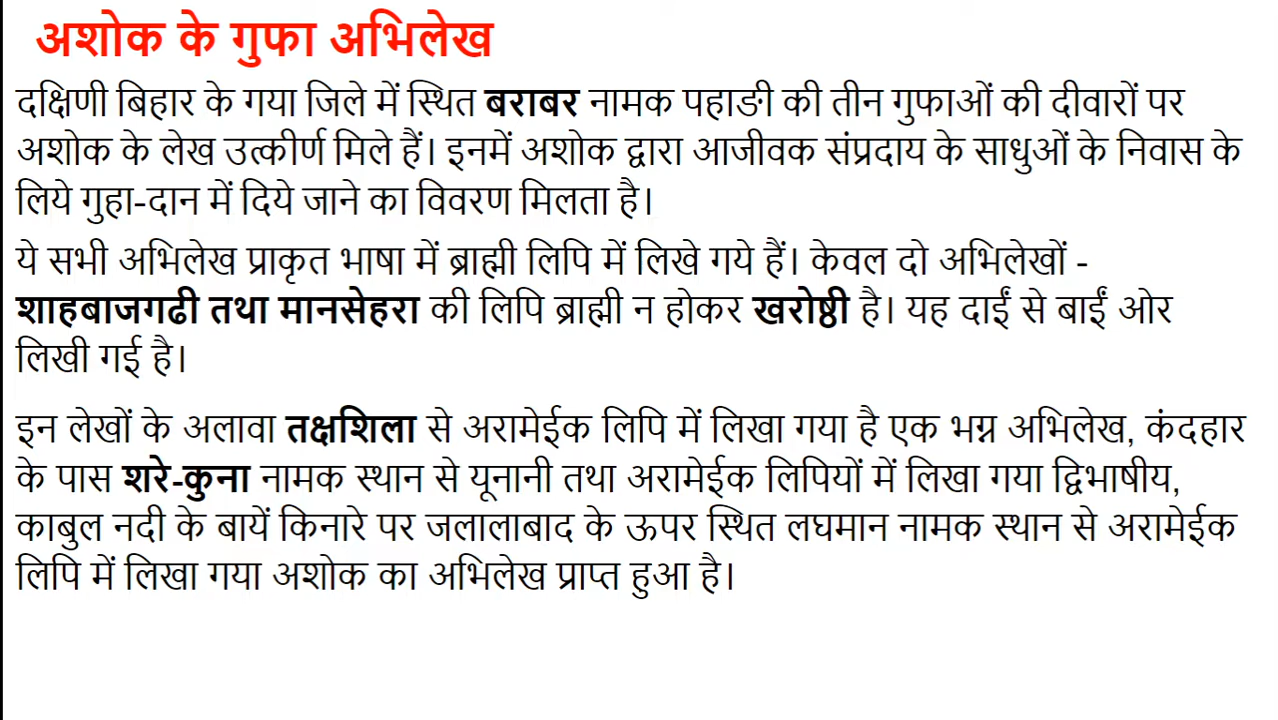 अशोक के गुफा अभिलेख
दक्षिणी बिहार के गया जिले में स्थित बराबर नामक पहाङी की तीन गुफाओं की दीवारों पर
अशोक के लेख उत्कीर्ण मिले हैं। इनमें अशोक द्वारा आजीवक संप्रदाय के साधुओं के निवास के
लिये गुहा-दान में दिये जाने का विवरण मिलता है।
ये सभी अभिलेख प्राकृत भाषा में ब्राह्मी लिपि में लिखे गये हैं। केवल दो अभिलेखों -
शाहबाजगढी तथा मानसेहरा की लिपि ब्राह्मी न होकर खरोष्ठी है। यह दाईं से बाईं ओर
लिखी गई है।
इन लेखों के अलावा तक्षशिला से अरामेईक लिपि में लिखा गया है एक भग्न अभिलेख, कंदहार
के पास शरे-कुना नामक स्थान से यूनानी तथा अरामेईक लिपियों में लिखा गया द्विभाषीय,
काबुल नदी के बायें किनारे पर जलालाबाद के ऊपर स्थित लघमान नामक स्थान से अरामेईक
लिपि में लिखा गया अशोक का अभिलेख प्राप्त हुआ है।